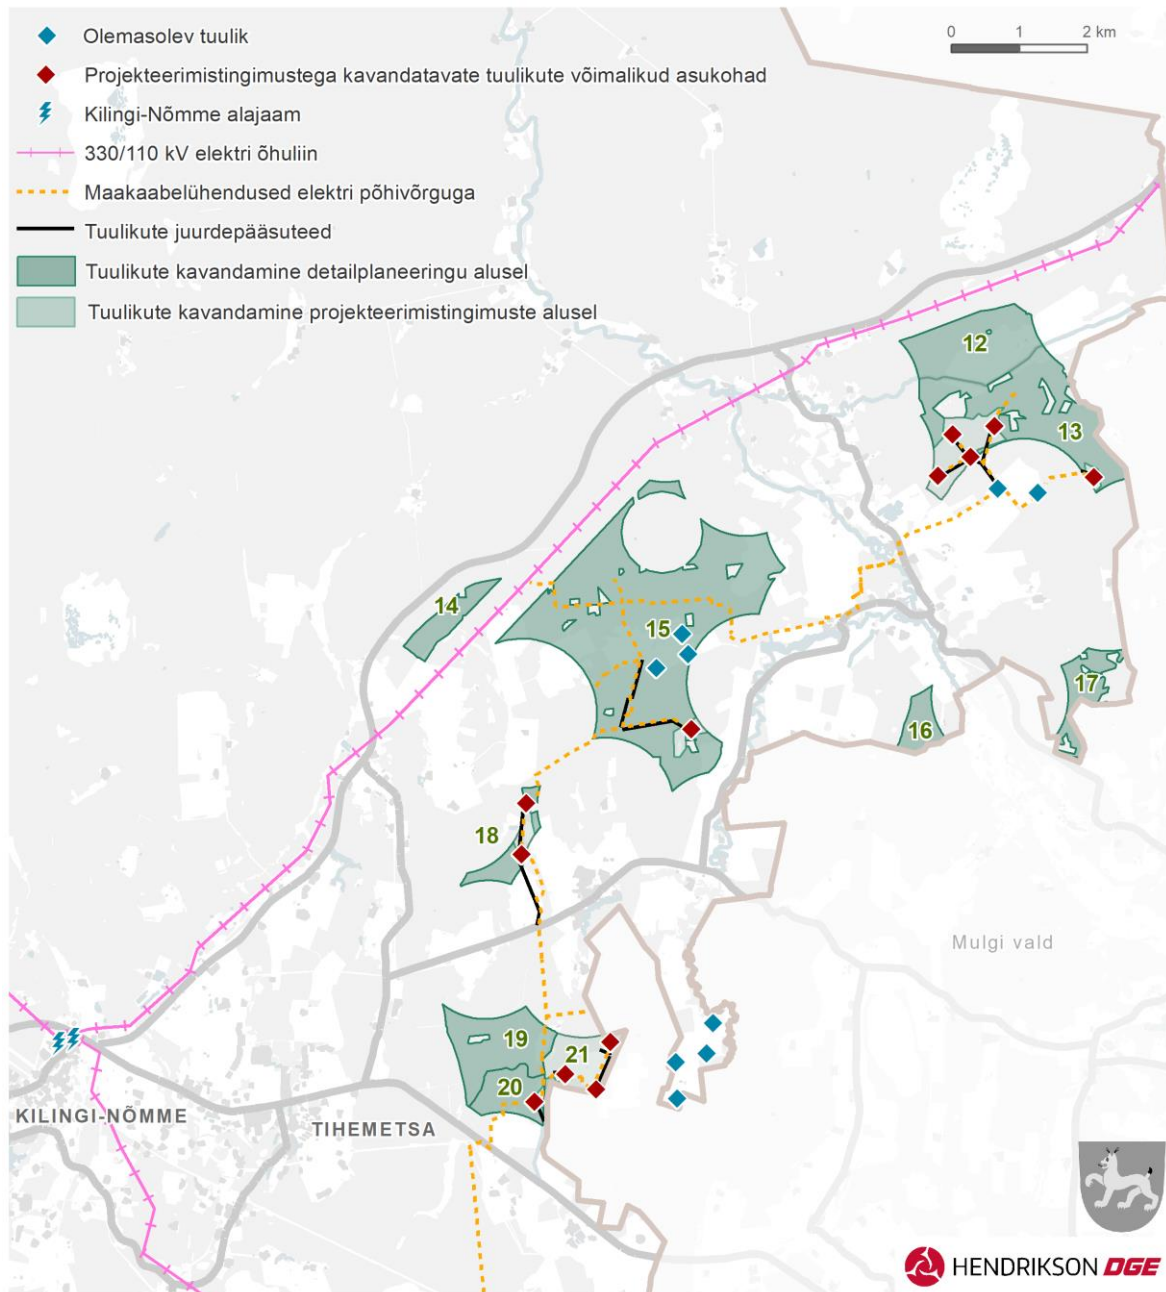 Olemasolev tuulik
Projekteerimistingimustega kavandatavate tuulikute võimalikud asukohad
Kilingi-Nõmme alajaam
330/110 kV elektri õhuliin
Maakaabelühendused elektri põhivõrguga
Tuulikute juurdepääsuteed
Tuulikute kavandamine detailplaneeringu alusel
Tuulikute kavandamine projekteerimistingimuste alusel
0 1 2 km
12
13
14
15
16
17
18
Mulgi vald
19
21
20
KILINGI-NÕMME
TIHEMETSA
HENDRIKSON DGE